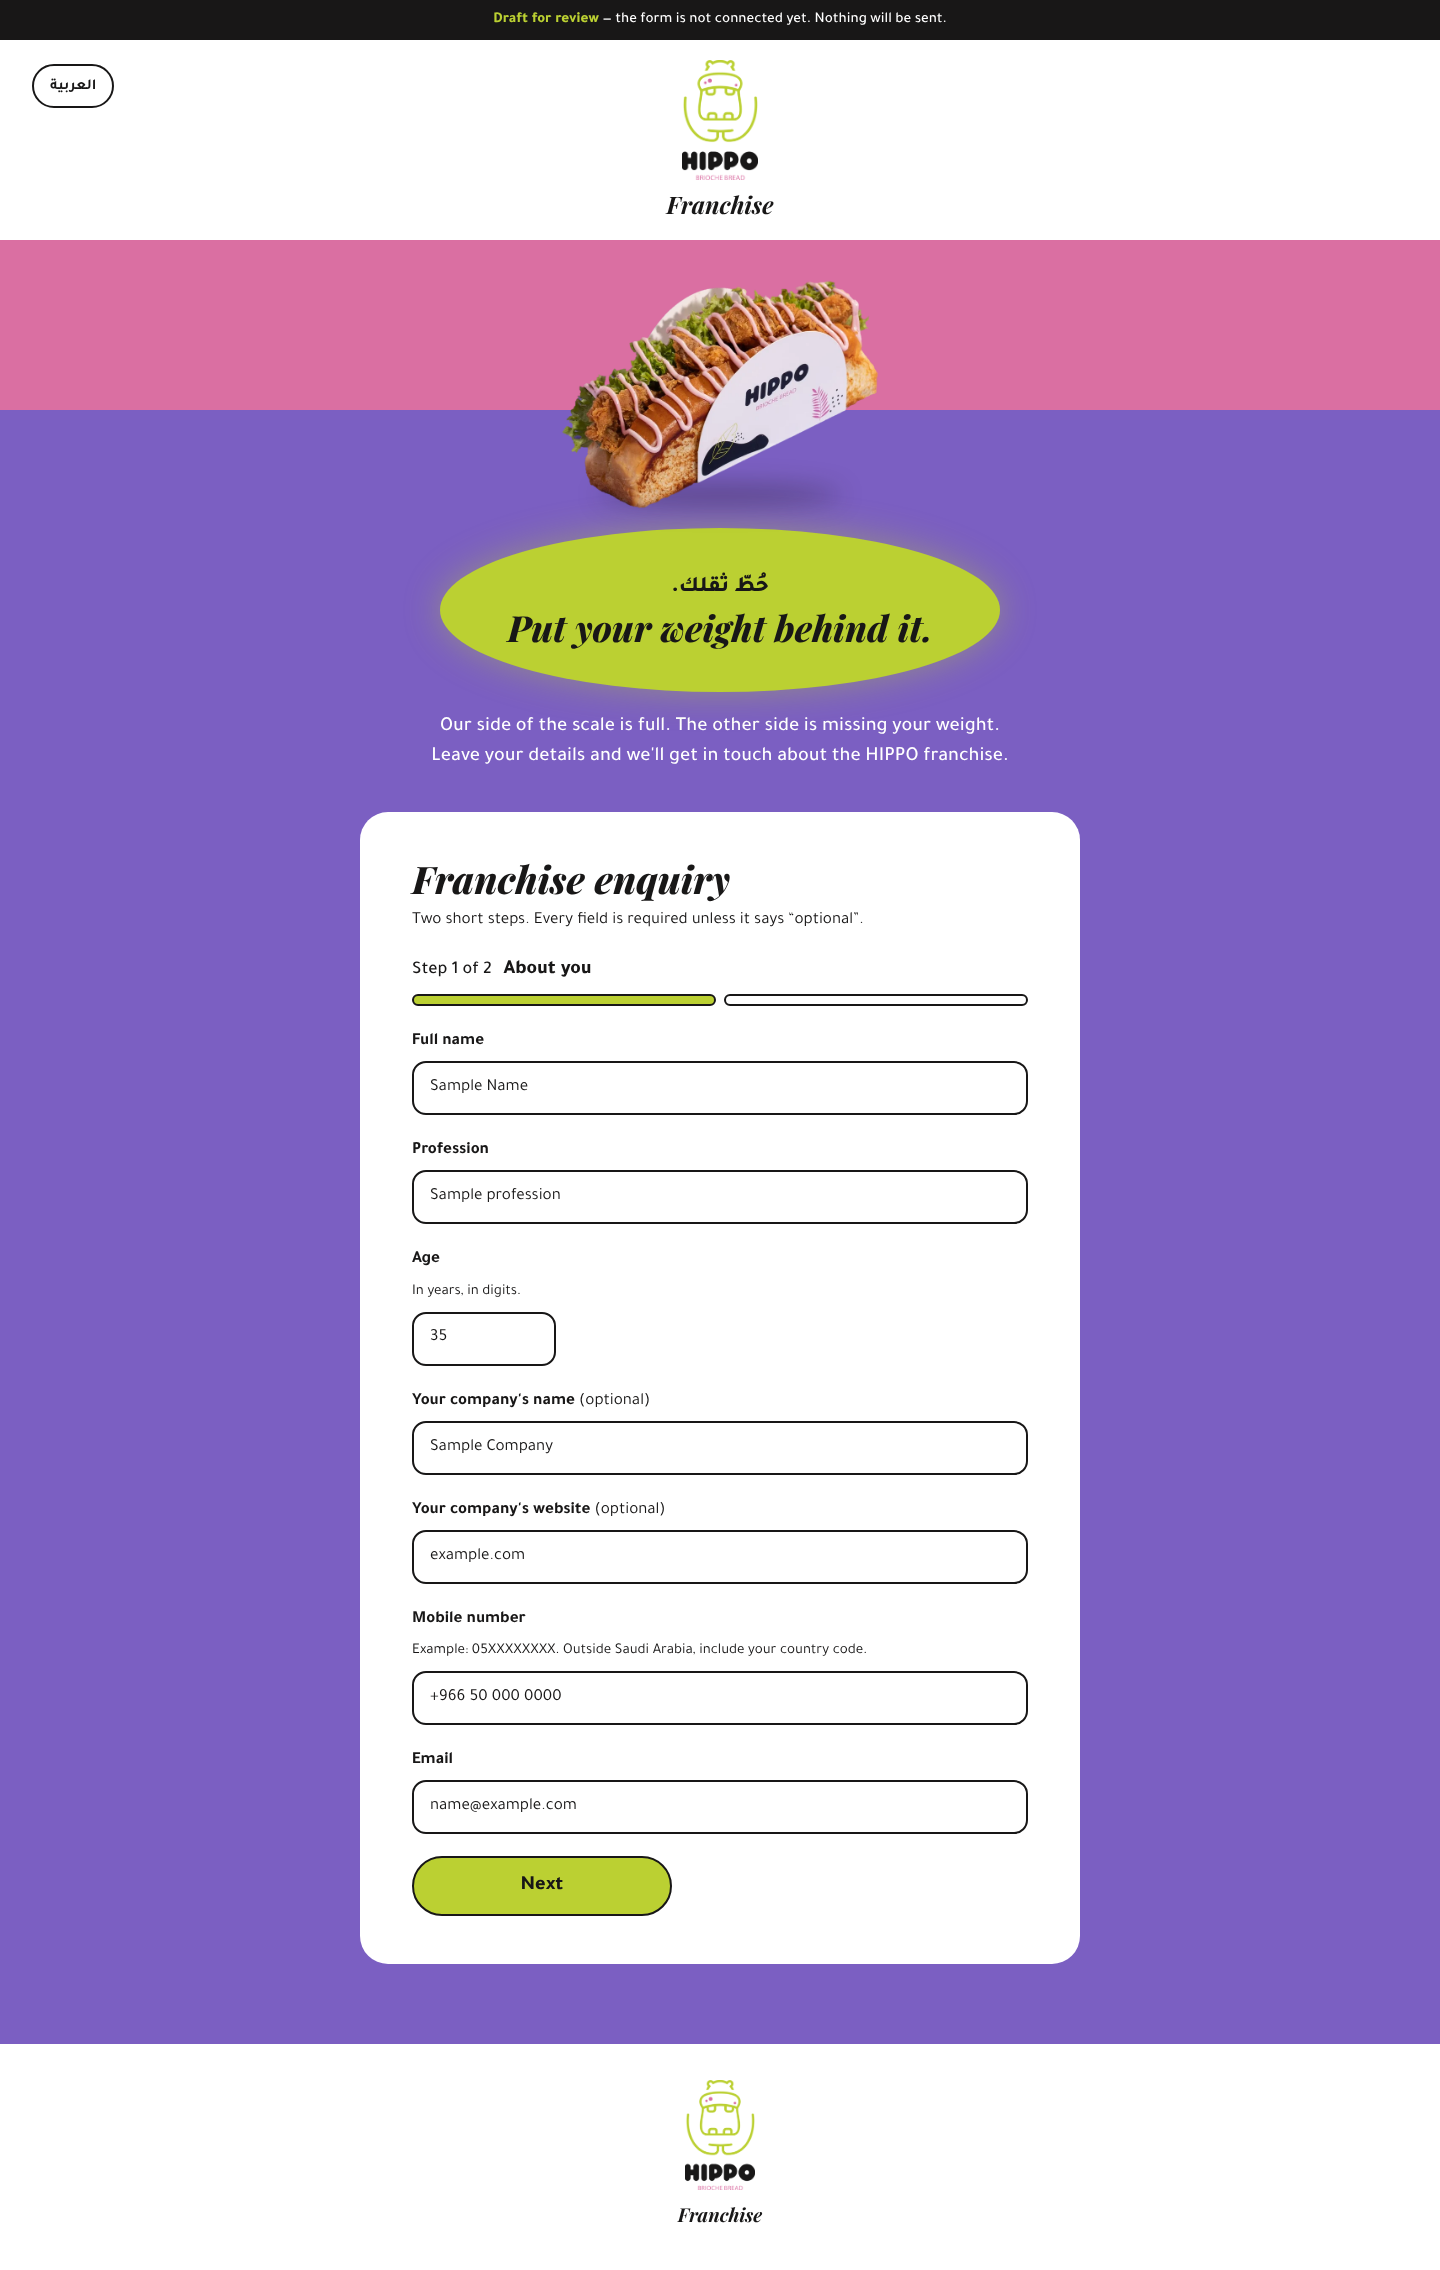 Draft for review – the form is not connected yet. Nothing will be sent.
العربية
HIPPO
BRIOCHE BREAD
Franchise
HIPPO
BRIOCHE BREAD
حُطّ ثقلك.
Put your weight behind it.
Our side of the scale is full. The other side is missing your weight.
Leave your details and we'll get in touch about the HIPPO franchise.
Franchise enquiry
Two short steps. Every field is required unless it says “optional”.
Step 1 of 2 About you
Full name
Sample Name
Profession
Sample profession
Age
In years, in digits.
35
Your company's name (optional)
Sample Company
Your company's website (optional)
example.com
Mobile number
Example: 05XXXXXXXX. Outside Saudi Arabia, include your country code.
+966 50 000 0000
Email
name@example.com
Next
HIPPO
BRIOCHE BREAD
Franchise